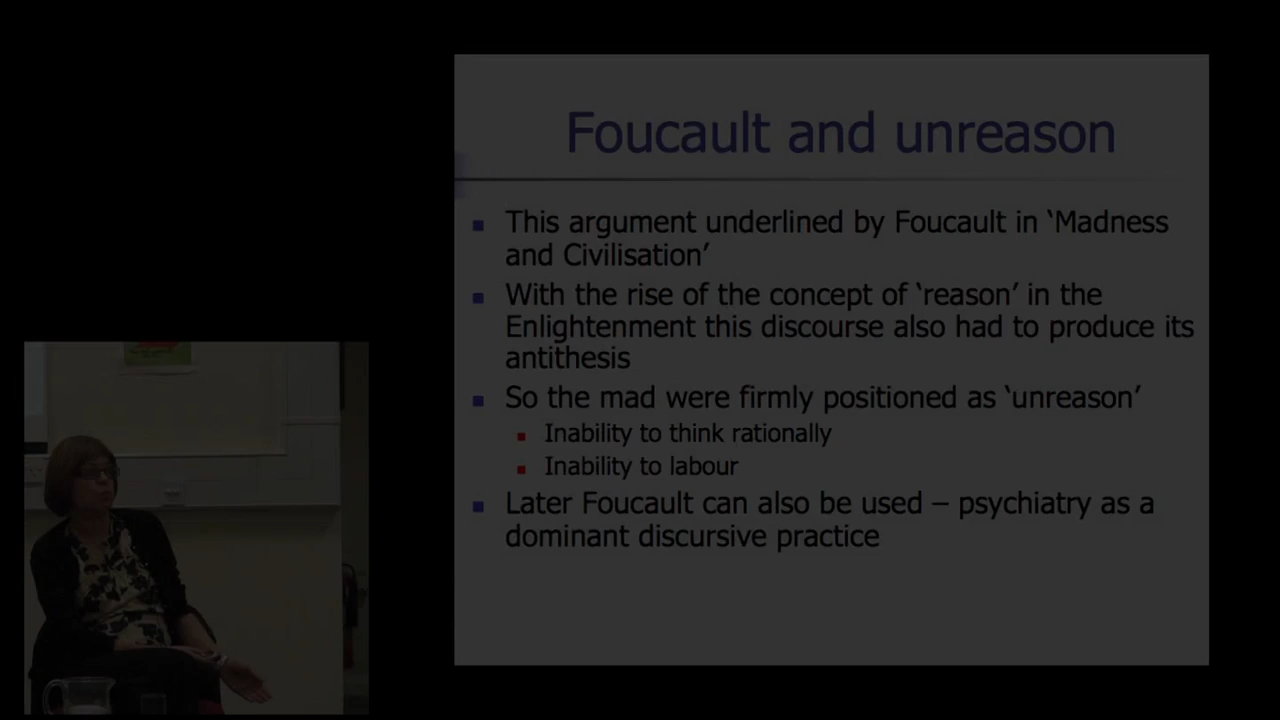 Foucault and unreason
This argument underlined by Foucault in ‘Madness
and Civilisation’
With the rise of the concept of ‘reason’ in the
Enlightenment this discourse also had to produce its
antithesis
So the mad were firmly positioned as ‘unreason’
Inability to think rationally
Inability to labour
Later Foucault can also be used – psychiatry as a
dominant discursive practice